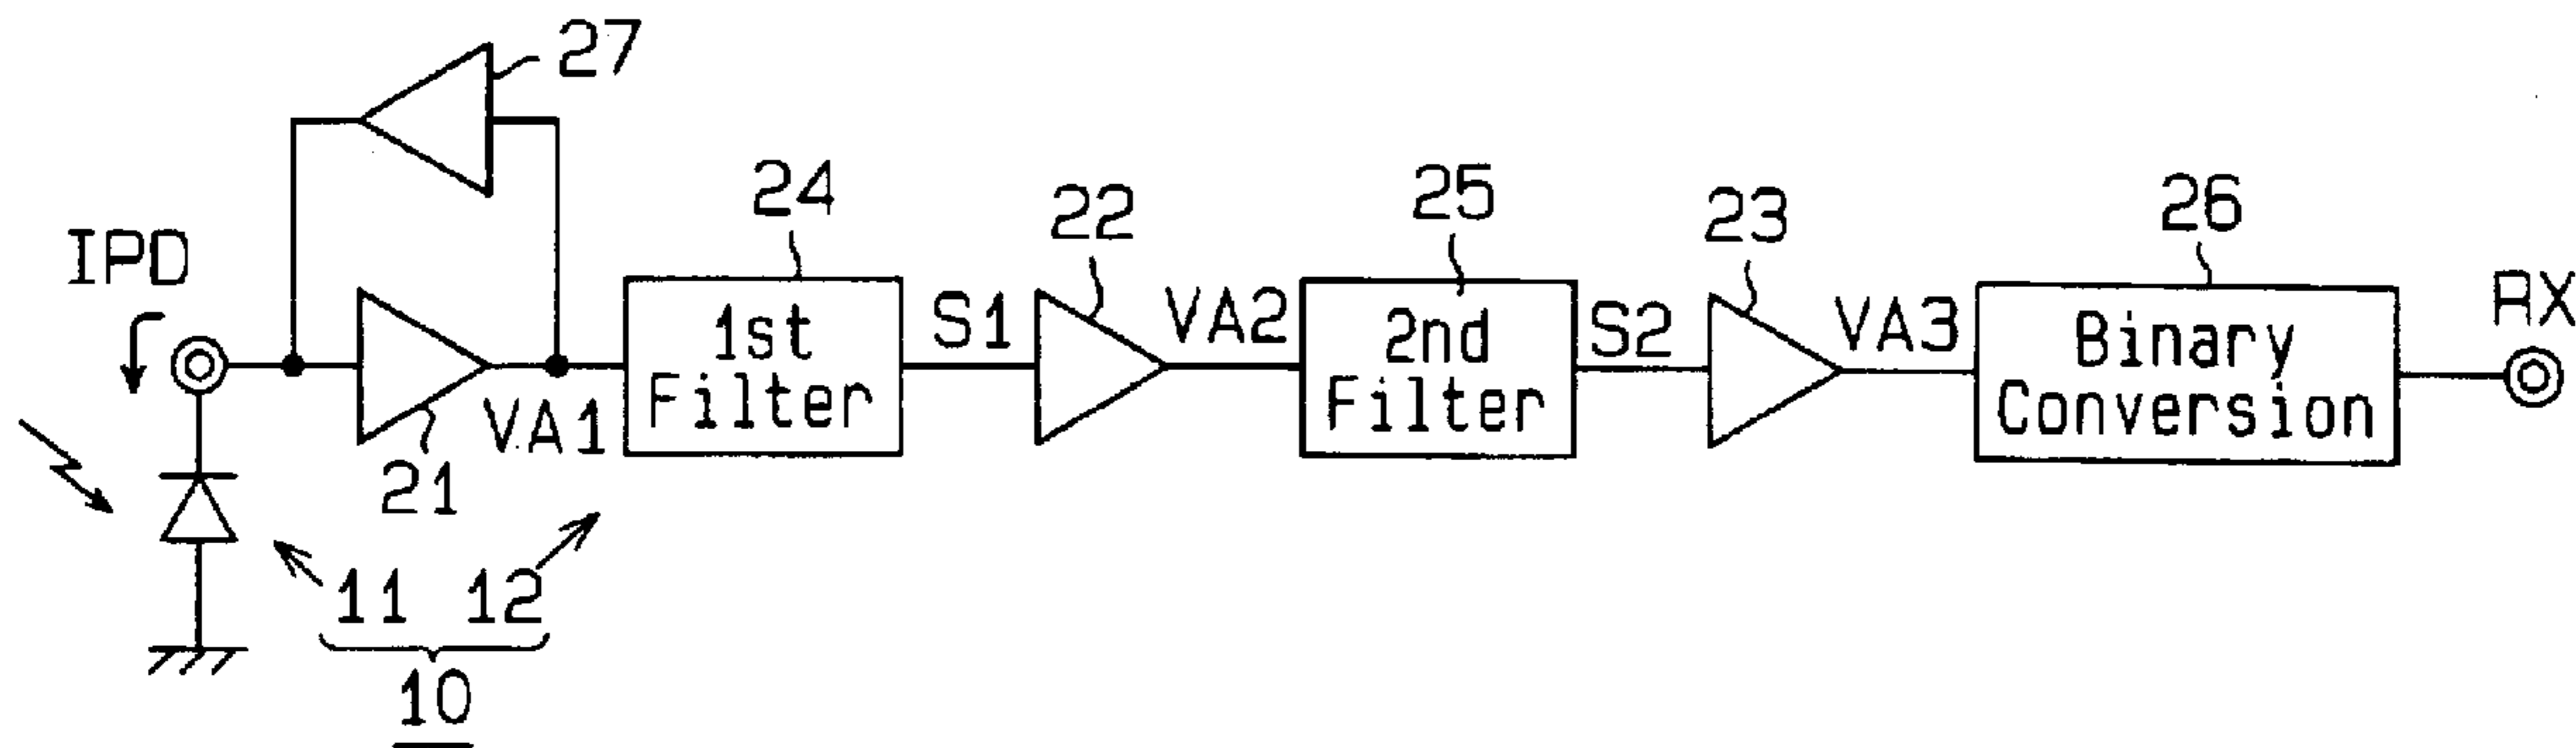 27
24
22
25
23
26
IPD
1st
Filter
S1
VA2
2nd
Filter
S2
VA3
Binary
Conversion
RX
VA1
21
11
12
10